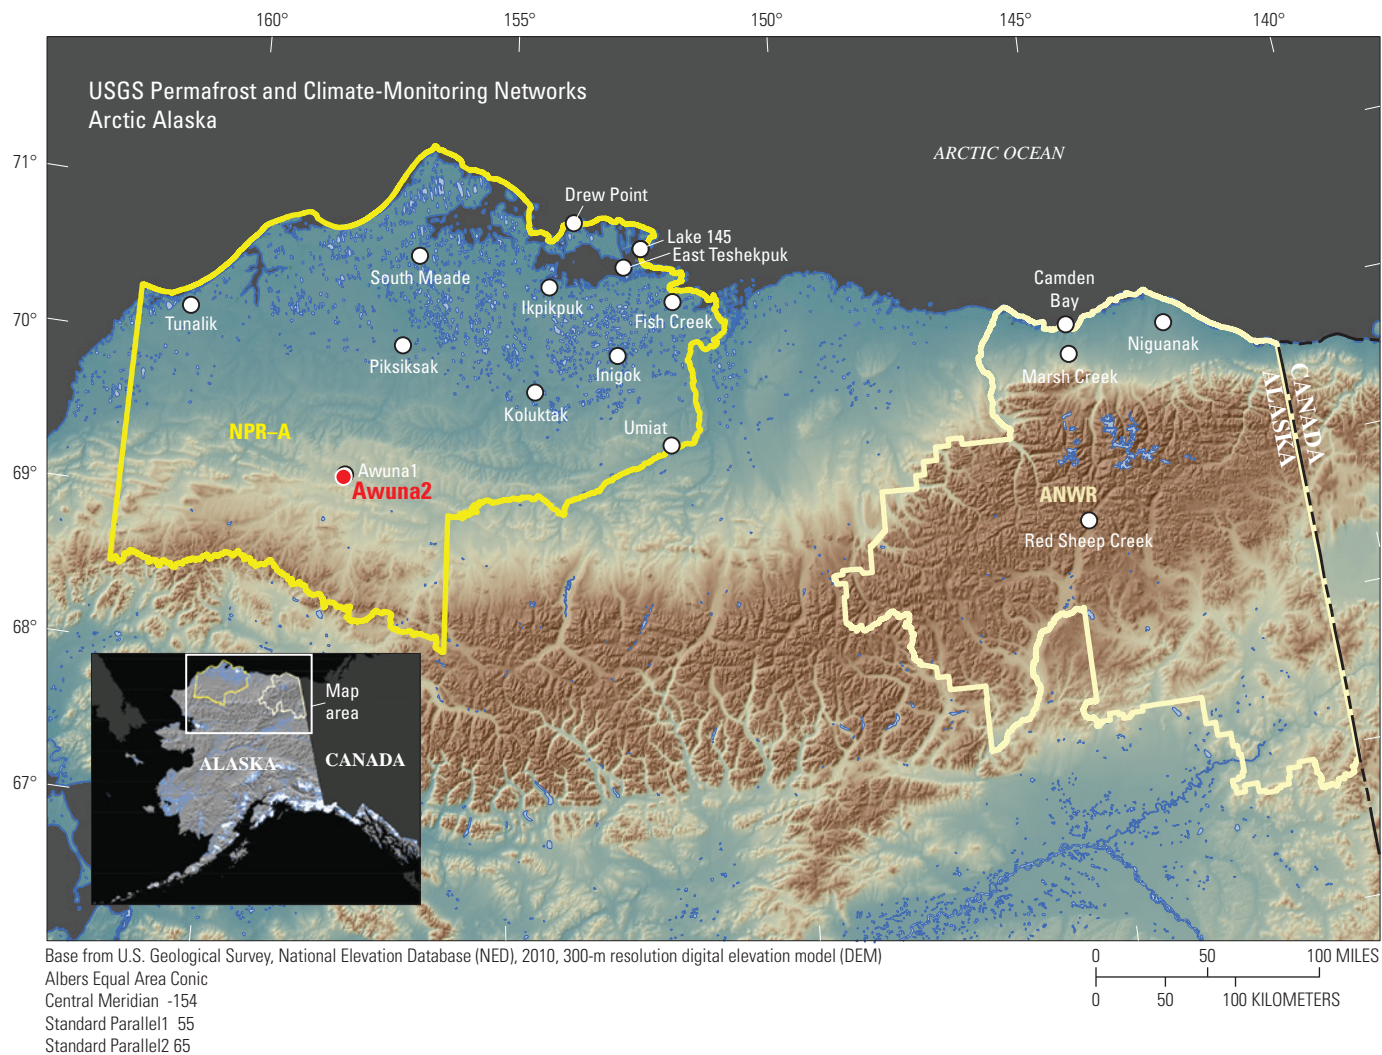 160°
155°
150°
145°
140°
USGS Permafrost and Climate-Monitoring Networks
Arctic Alaska
ARCTIC OCEAN
71°
70°
69°
68°
67°
Drew Point
Lake 145
East Teshekpuk
South Meade
Ikpikpuk
Fish Creek
Tunalik
Piksiksak
Inigok
Koluktak
Umiat
NPR–A
Awuna1
Awuna2
Camden
Bay
Niguanak
Marsh Creek
CANADA
ALASKA
ANWR
Red Sheep Creek
Map
area
ALASKA
CANADA
Base from U.S. Geological Survey, National Elevation Database (NED), 2010, 300-m resolution digital elevation model (DEM)
Albers Equal Area Conic
Central Meridian -154
Standard Parallel1 55
Standard Parallel2 65
0 50 100 MILES
0 50 100 KILOMETERS